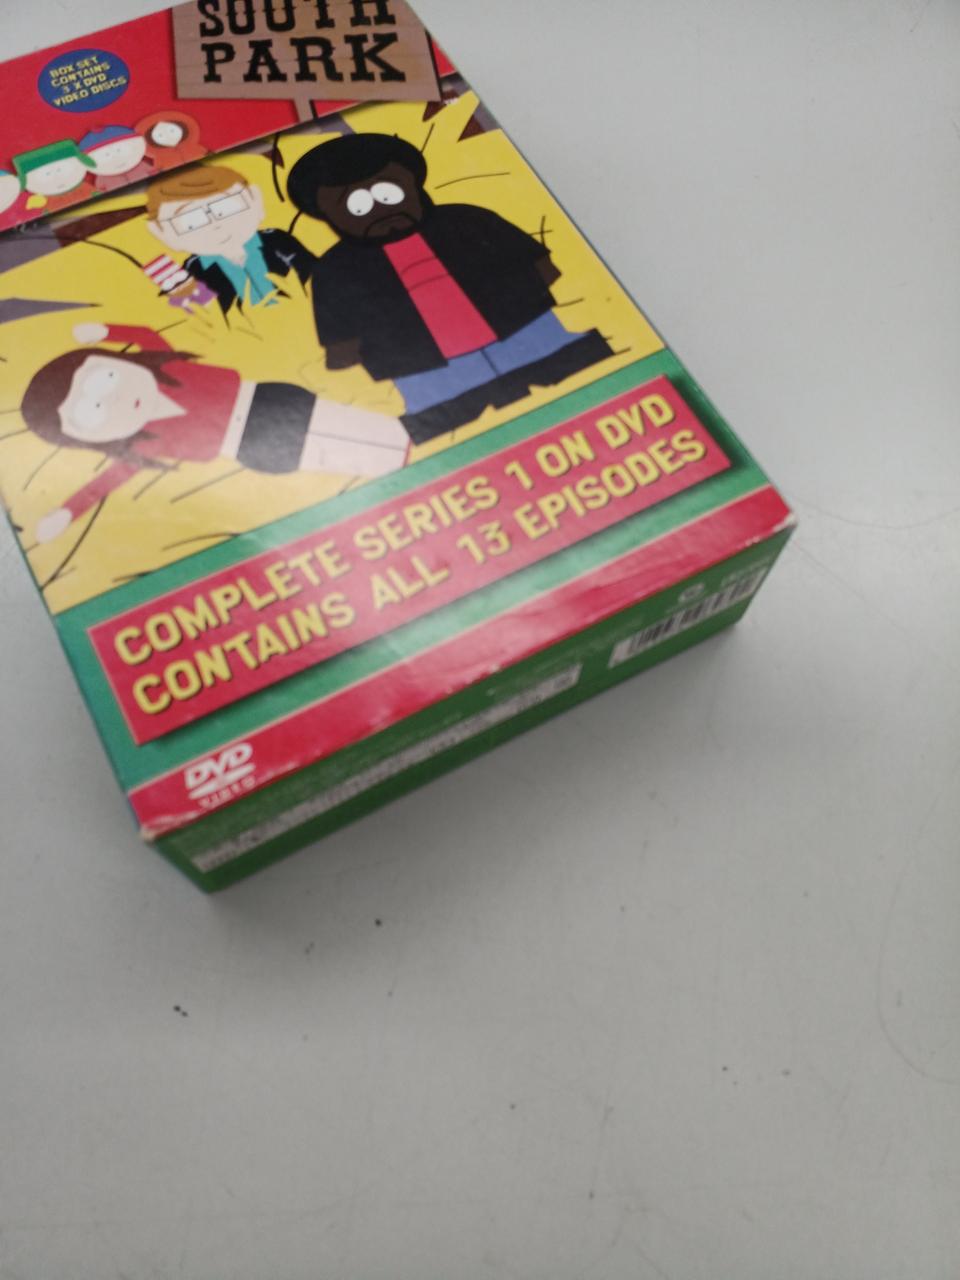 SOUTH
PARK
BOX SET
CONTAINS
3 X DVD
VIDEO DISCS
COMPLETE SERIES 1 ON DVD
CONTAINS ALL 13 EPISODES
DVD
VIDEO